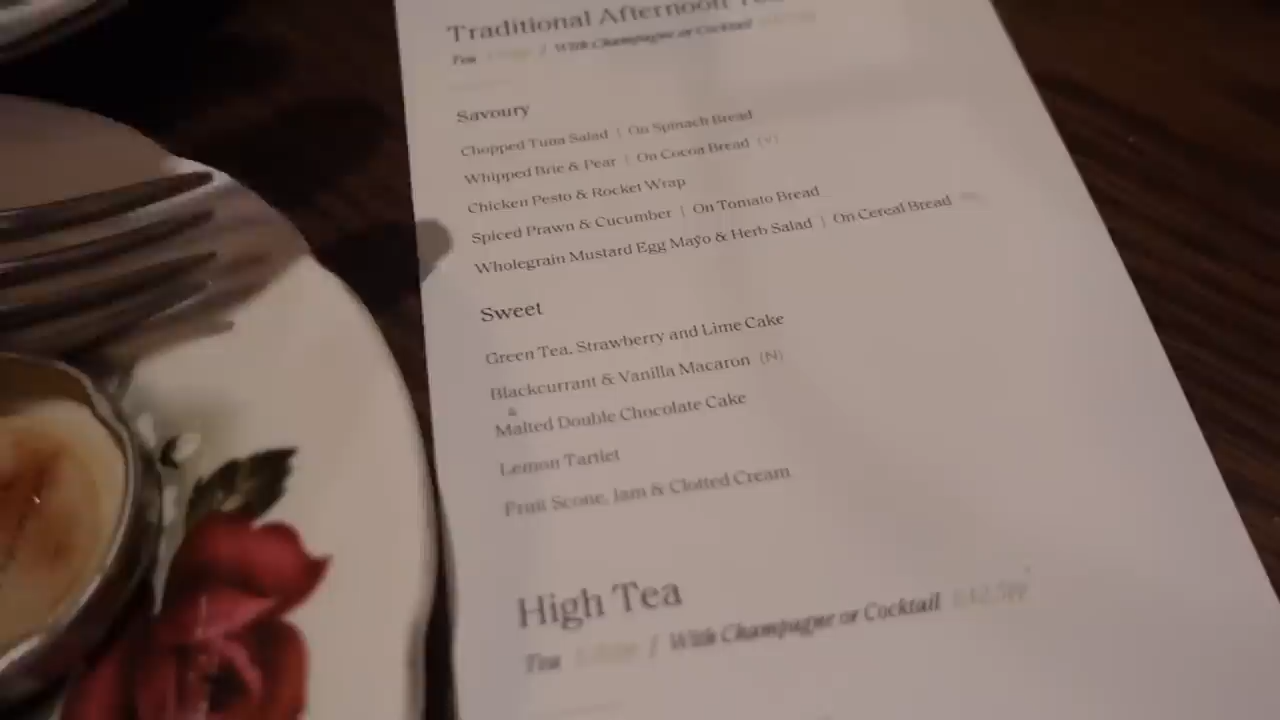 Traditional Afternoon
Tea / With Champagne or Cocktail
Savoury
Chopped Tuna Salad | On Spinach Bread
Whipped Brie & Pear | On Cocoa Bread (V)
Chicken Pesto & Rocket Wrap
Spiced Prawn & Cucumber | On Tomato Bread
Wholegrain Mustard Egg Mayo & Herb Salad | On Cereal Bread
Sweet
Green Tea, Strawberry and Lime Cake
Blackcurrant & Vanilla Macaron (N)
Malted Double Chocolate Cake
Lemon Tartlet
Fruit Scone, Jam & Clotted Cream
High Tea
Tea / With Champagne or Cocktail